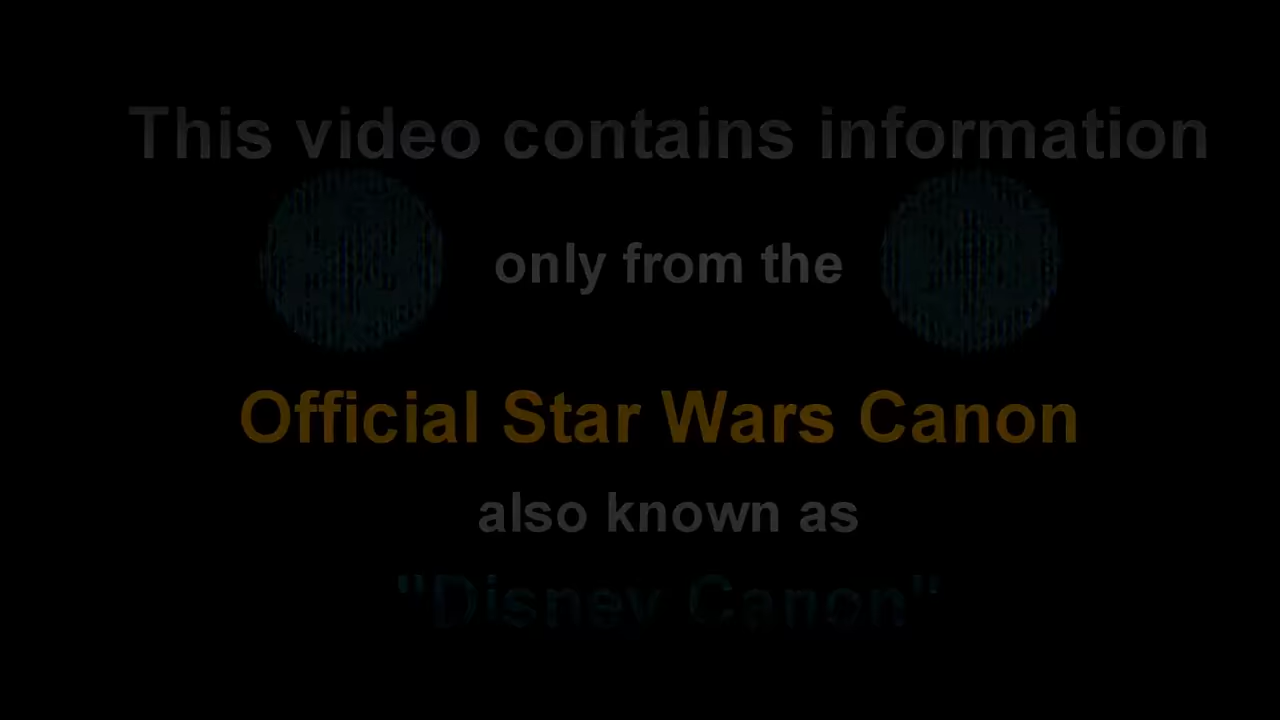 This video contains information
only from the
Official Star Wars Canon
also known as
"Disney Canon"